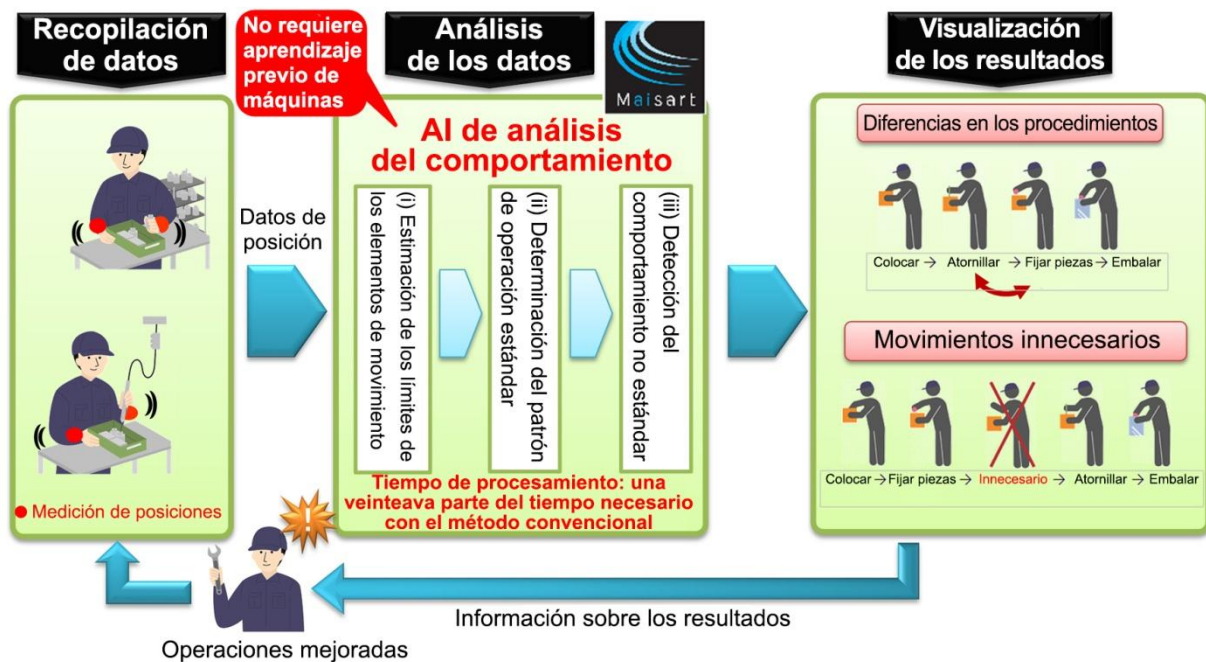 Recopilación
de datos
No requiere
aprendizaje
previo de
máquinas
Análisis
de los datos
Maisart
Visualización
de los resultados
Medición de posiciones
Datos de
posición
AI de análisis
del comportamiento
(i) Estimación de los límites de
los elementos de movimiento
(ii) Determinación del patrón
de operación estándar
(iii) Detección del
comportamiento no estándar
Tiempo de procesamiento: una
veinteava parte del tiempo necesario
con el método convencional
Diferencias en los procedimientos
Colocar → Atornillar → Fijar piezas → Embalar
Movimientos innecesarios
Colocar → Fijar piezas → Innecesario → Atornillar → Embalar
!
Información sobre los resultados
Operaciones mejoradas